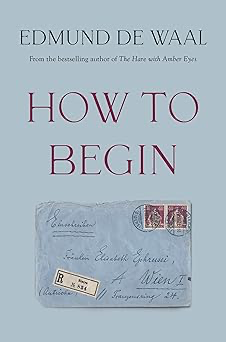 EDMUND DE WAAL
From the bestselling author of The Hare with Amber Eyes
HOW TO
BEGIN
Einschreiben
Fräulein Elisabeth Ephrussi,
R
A Wien I
(Autriche)
24.